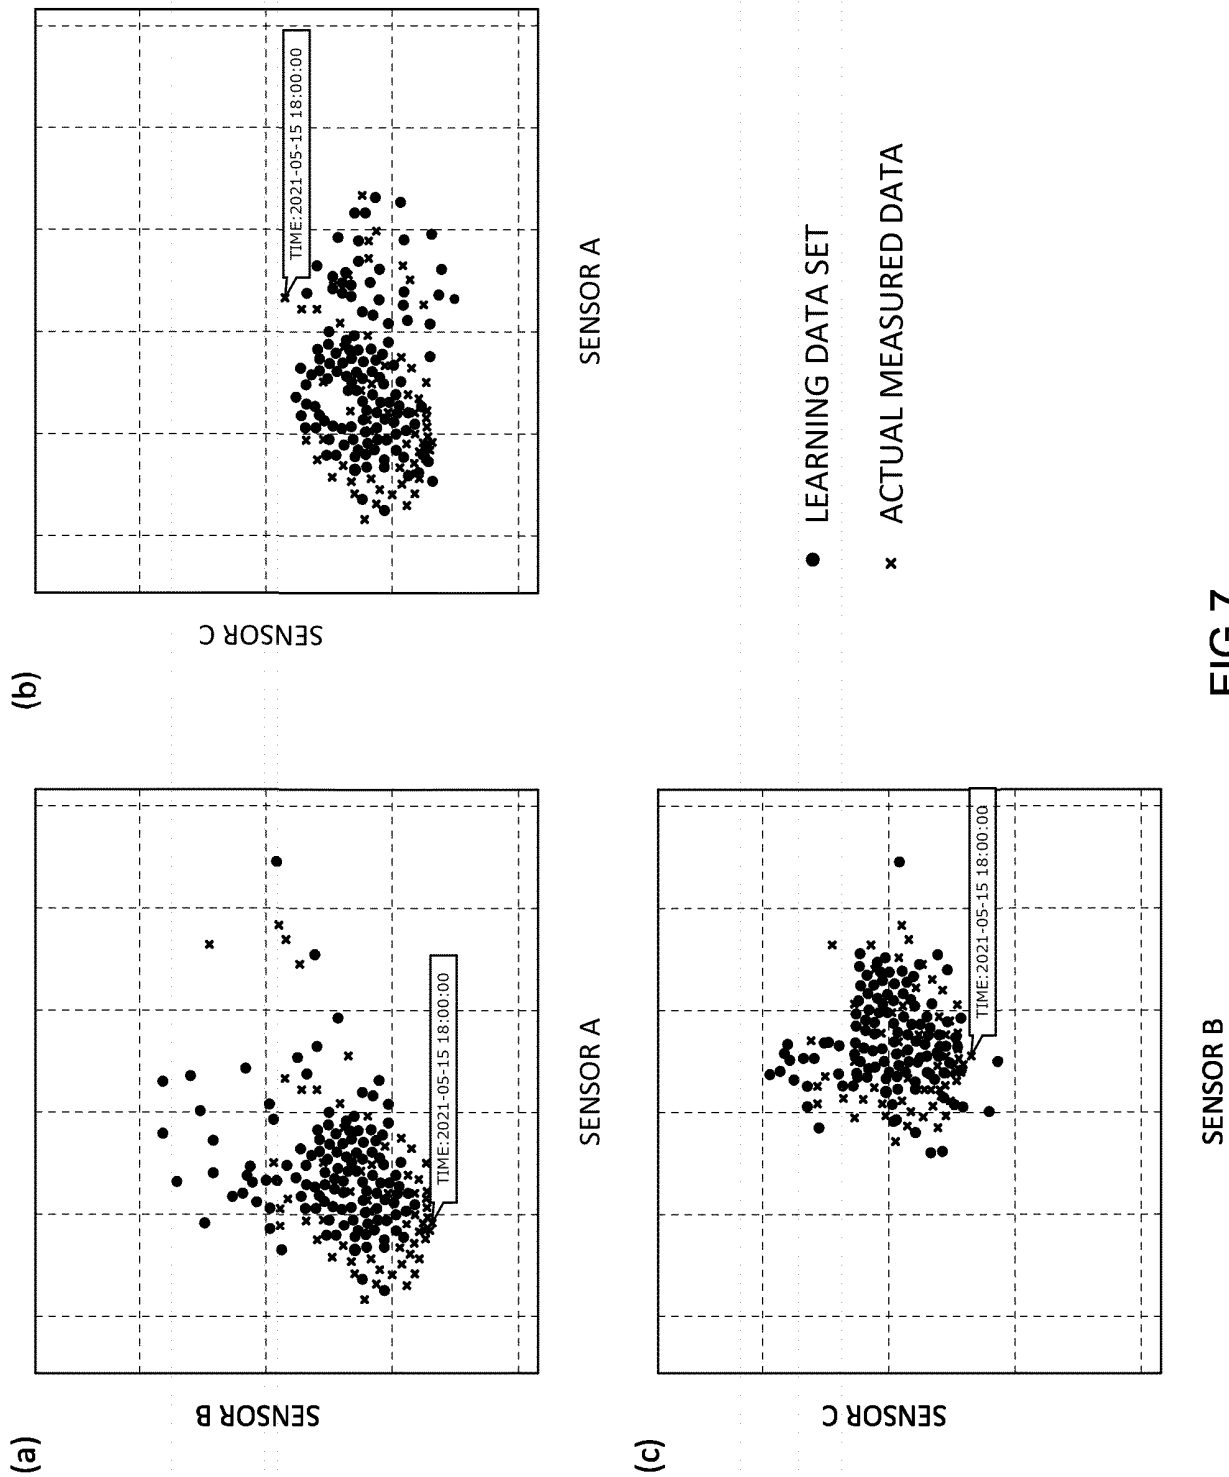 (a)
SENSOR B
TIME:2021-05-15 18:00:00
SENSOR A
(b)
SENSOR C
TIME:2021-05-15 18:00:00
SENSOR A
(c)
SENSOR C
TIME:2021-05-15 18:00:00
SENSOR B
● LEARNING DATA SET
× ACTUAL MEASURED DATA
FIG.7